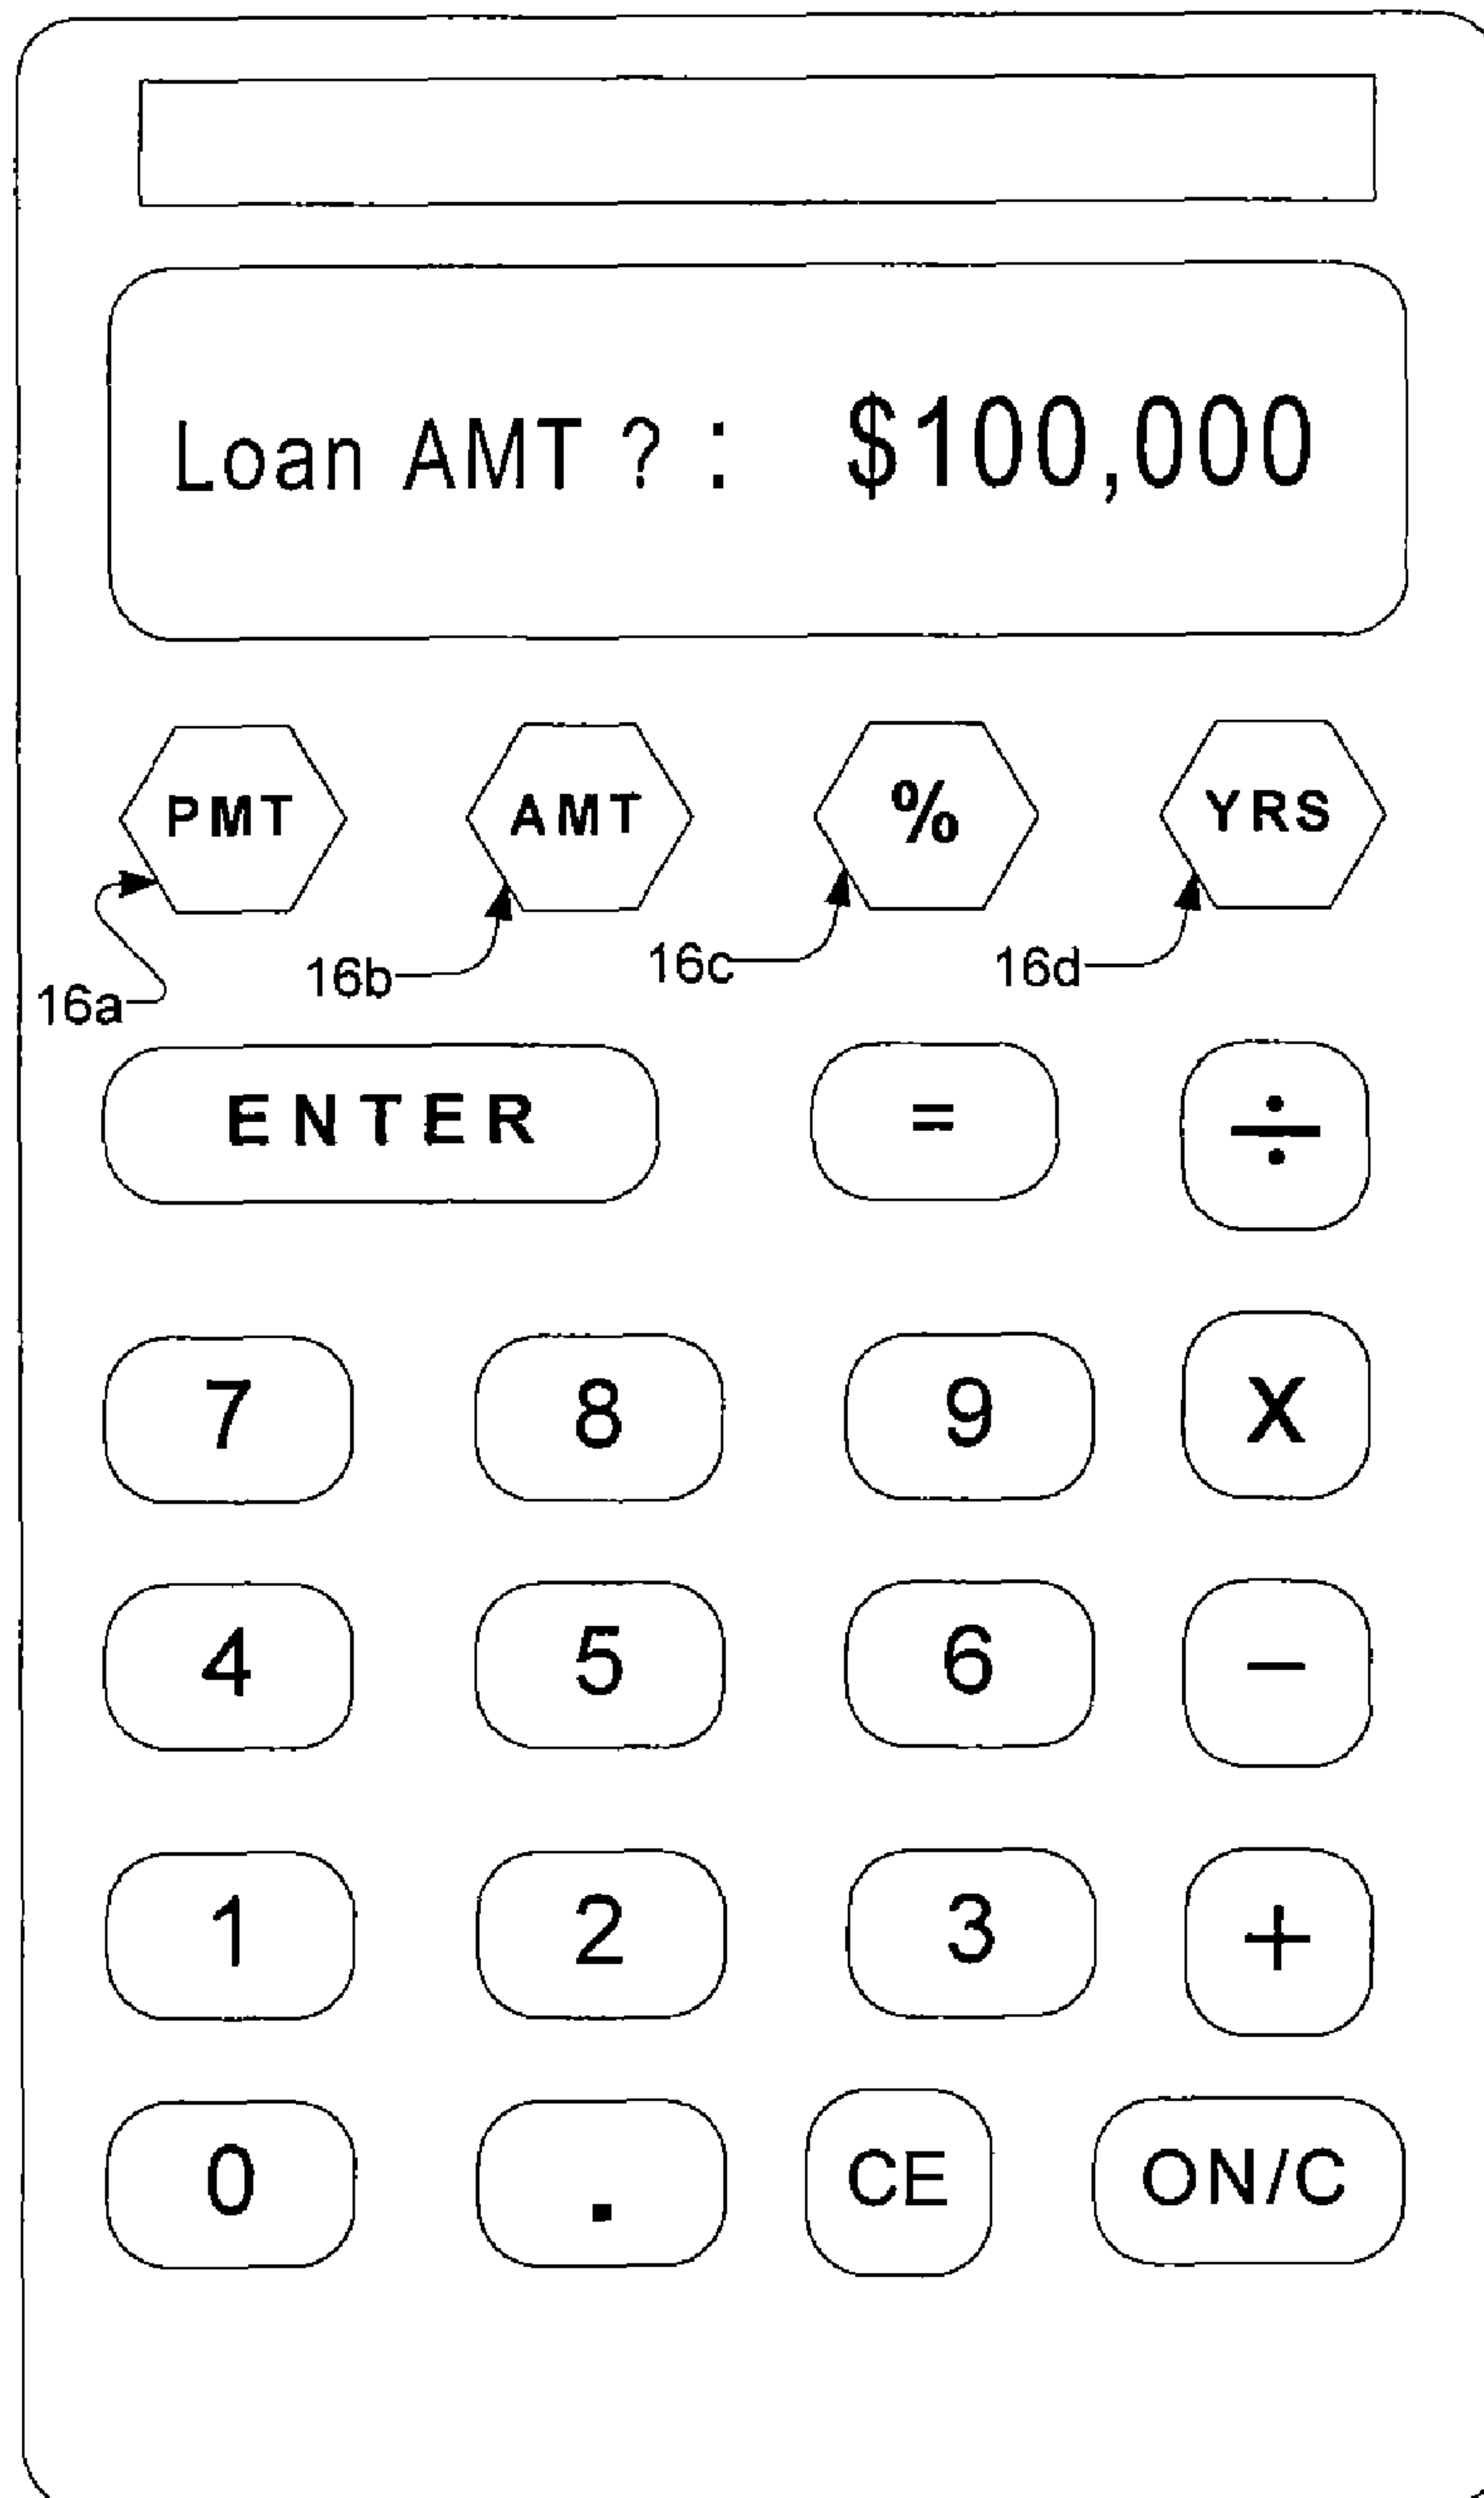 Loan AMT ? : $100,000
PMT AMT % YRS
16a 16b 16c 16d
ENTER = ÷
7 8 9 X
4 5 6 −
1 2 3 +
0 . CE ON/C